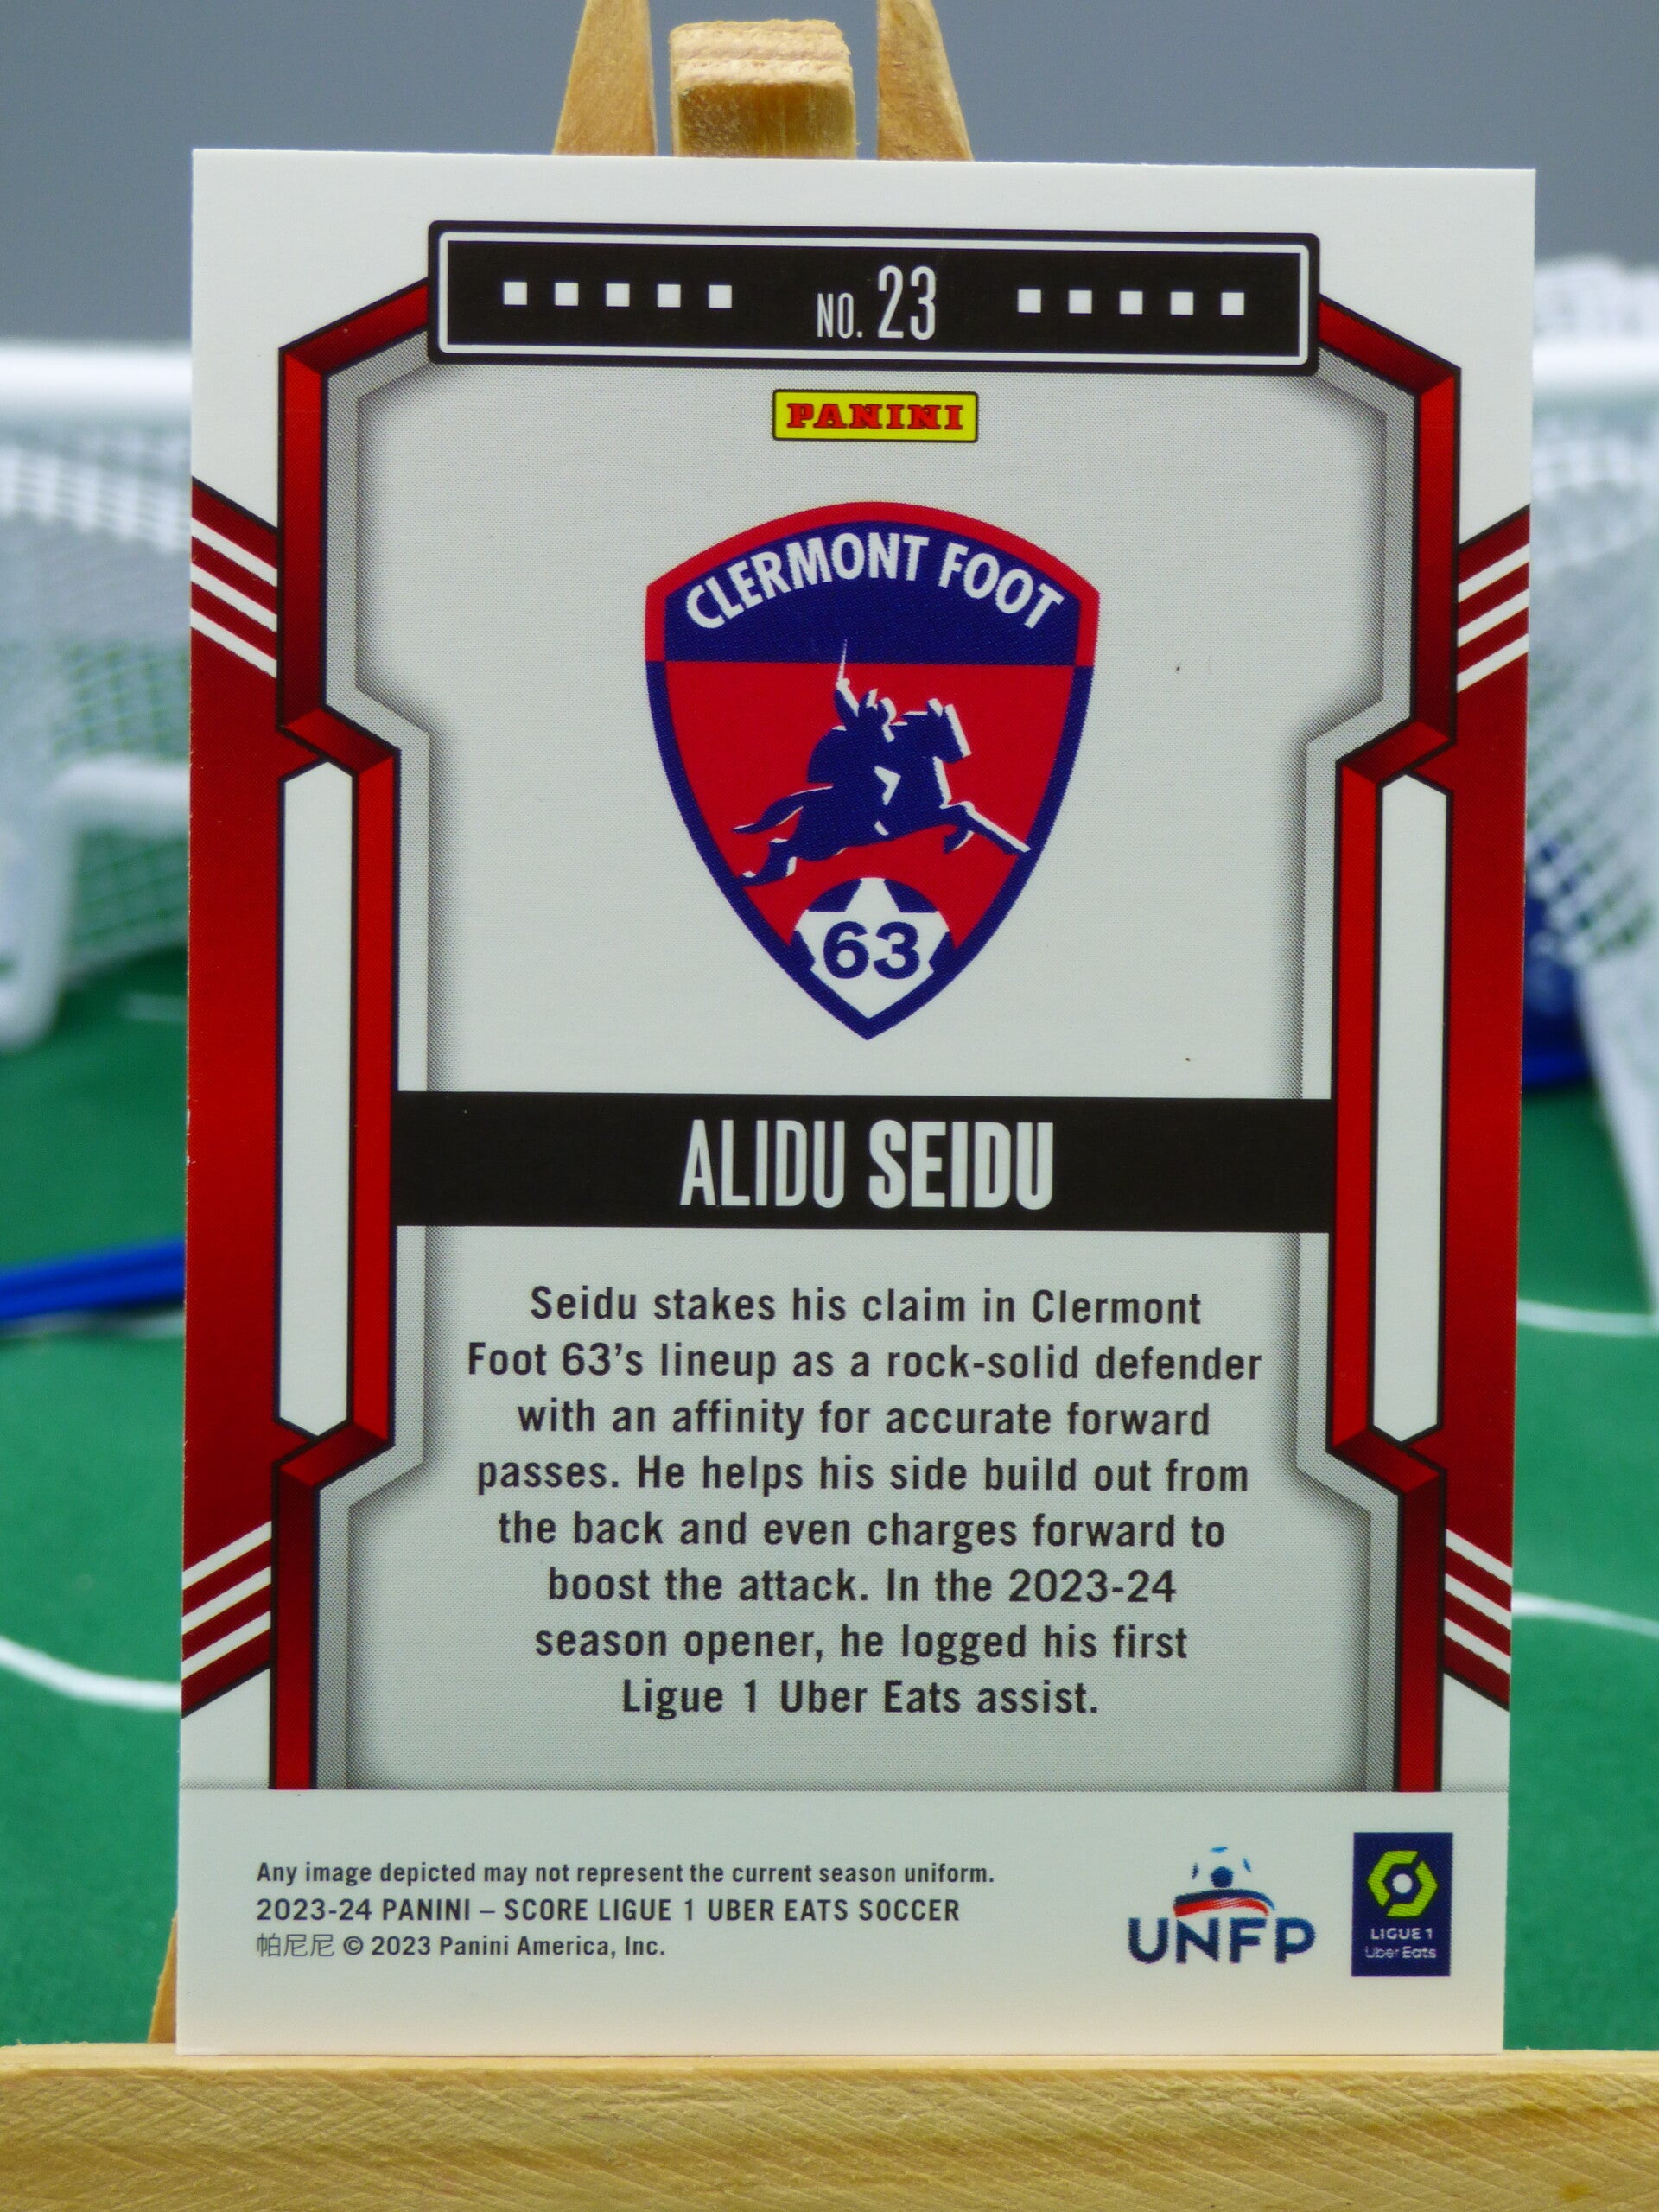 NO. 23
PANINI
CLERMONT FOOT
63
ALIDU SEIDU
Seidu stakes his claim in Clermont
Foot 63’s lineup as a rock-solid defender
with an affinity for accurate forward
passes. He helps his side build out from
the back and even charges forward to
boost the attack. In the 2023-24
season opener, he logged his first
Ligue 1 Uber Eats assist.
Any image depicted may not represent the current season uniform.
2023-24 PANINI – SCORE LIGUE 1 UBER EATS SOCCER
帕尼尼 © 2023 Panini America, Inc.
UNFP
LIGUE 1
Uber Eats